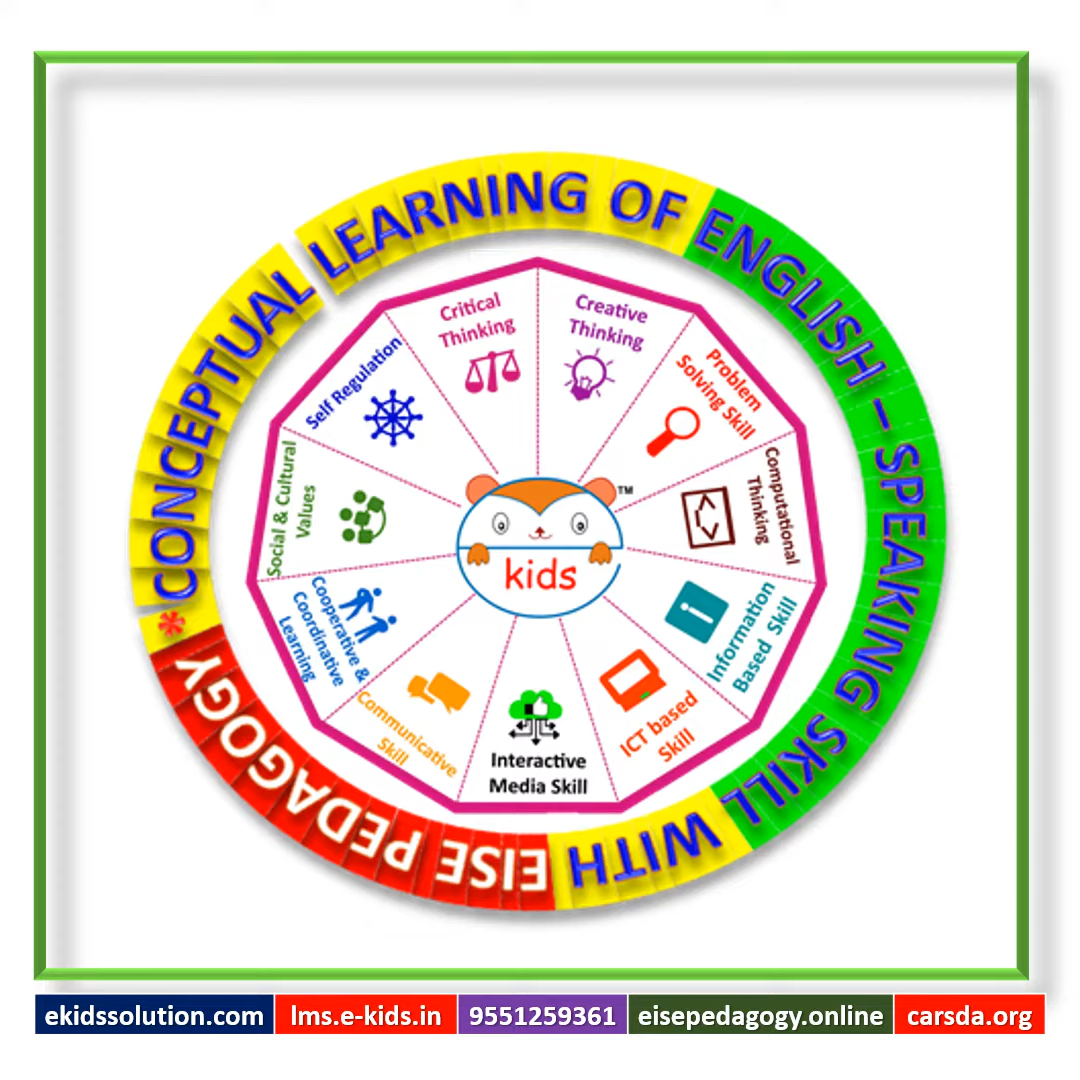 * CONCEPTUAL LEARNING OF ENGLISH – SPEAKING SKILL WITH EISE PEDAGOGY
Critical
Thinking
Creative
Thinking
Problem
Solving Skill
Computational
Thinking
Information
Based Skill
ICT based
Skill
Interactive
Media Skill
Communicative
Skill
Cooperative &
Coordinative
Learning
Social & Cultural
Values
Self Regulation
TM
kids
i
ekidssolution.com
lms.e-kids.in
9551259361
eisepedagogy.online
carsda.org